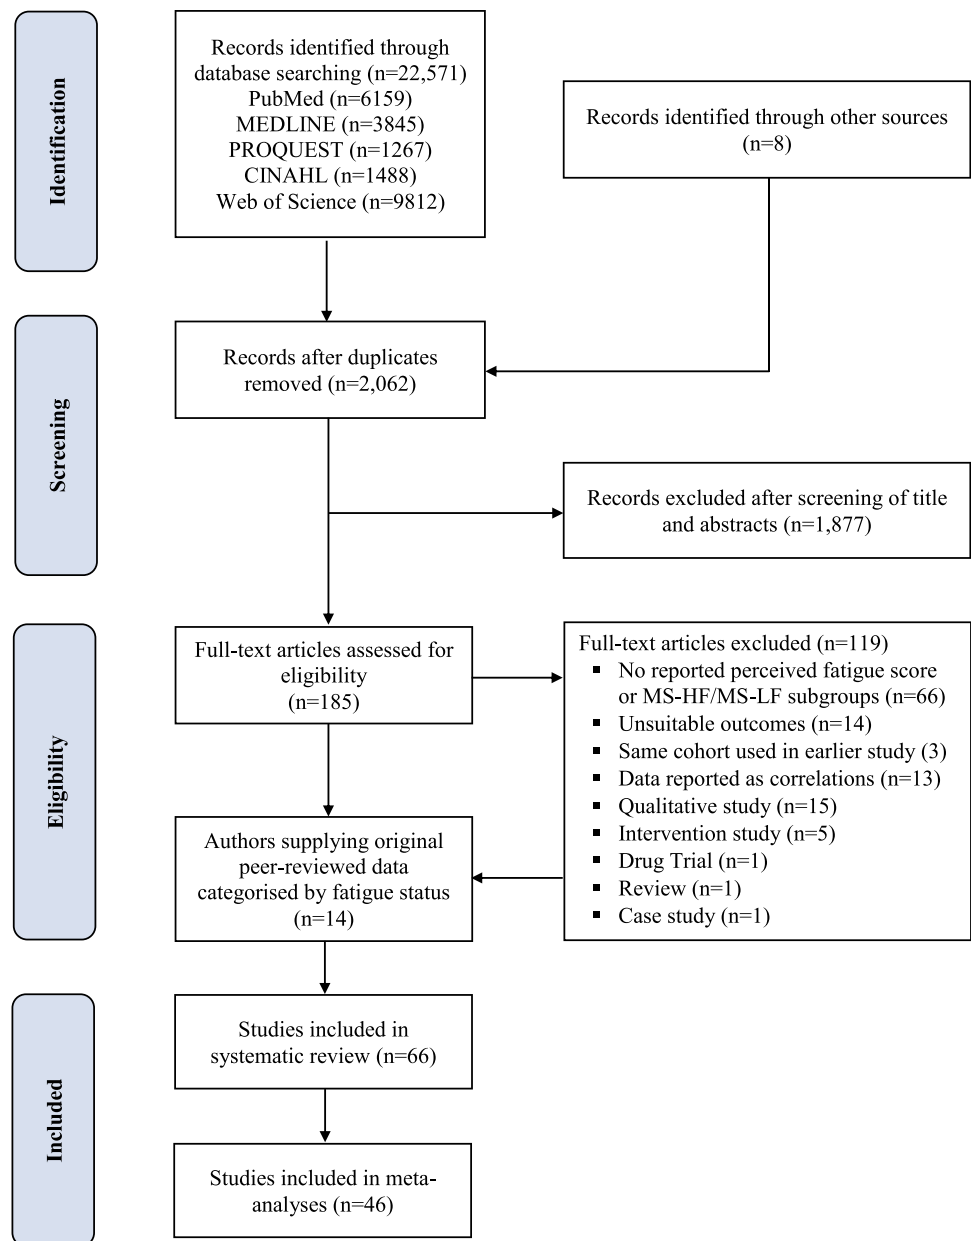 Identification
Records identified through
database searching (n=22,571)
PubMed (n=6159)
MEDLINE (n=3845)
PROQUEST (n=1267)
CINAHL (n=1488)
Web of Science (n=9812)
Records identified through other sources
(n=8)
Screening
Records after duplicates
removed (n=2,062)
Records excluded after screening of title
and abstracts (n=1,877)
Eligibility
Full-text articles assessed for
eligibility
(n=185)
Full-text articles excluded (n=119)
▪ No reported perceived fatigue score
or MS-HF/MS-LF subgroups (n=66)
▪ Unsuitable outcomes (n=14)
▪ Same cohort used in earlier study (3)
▪ Data reported as correlations (n=13)
▪ Qualitative study (n=15)
▪ Intervention study (n=5)
▪ Drug Trial (n=1)
▪ Review (n=1)
▪ Case study (n=1)
Authors supplying original
peer-reviewed data
categorised by fatigue status
(n=14)
Included
Studies included in
systematic review (n=66)
Studies included in meta-
analyses (n=46)